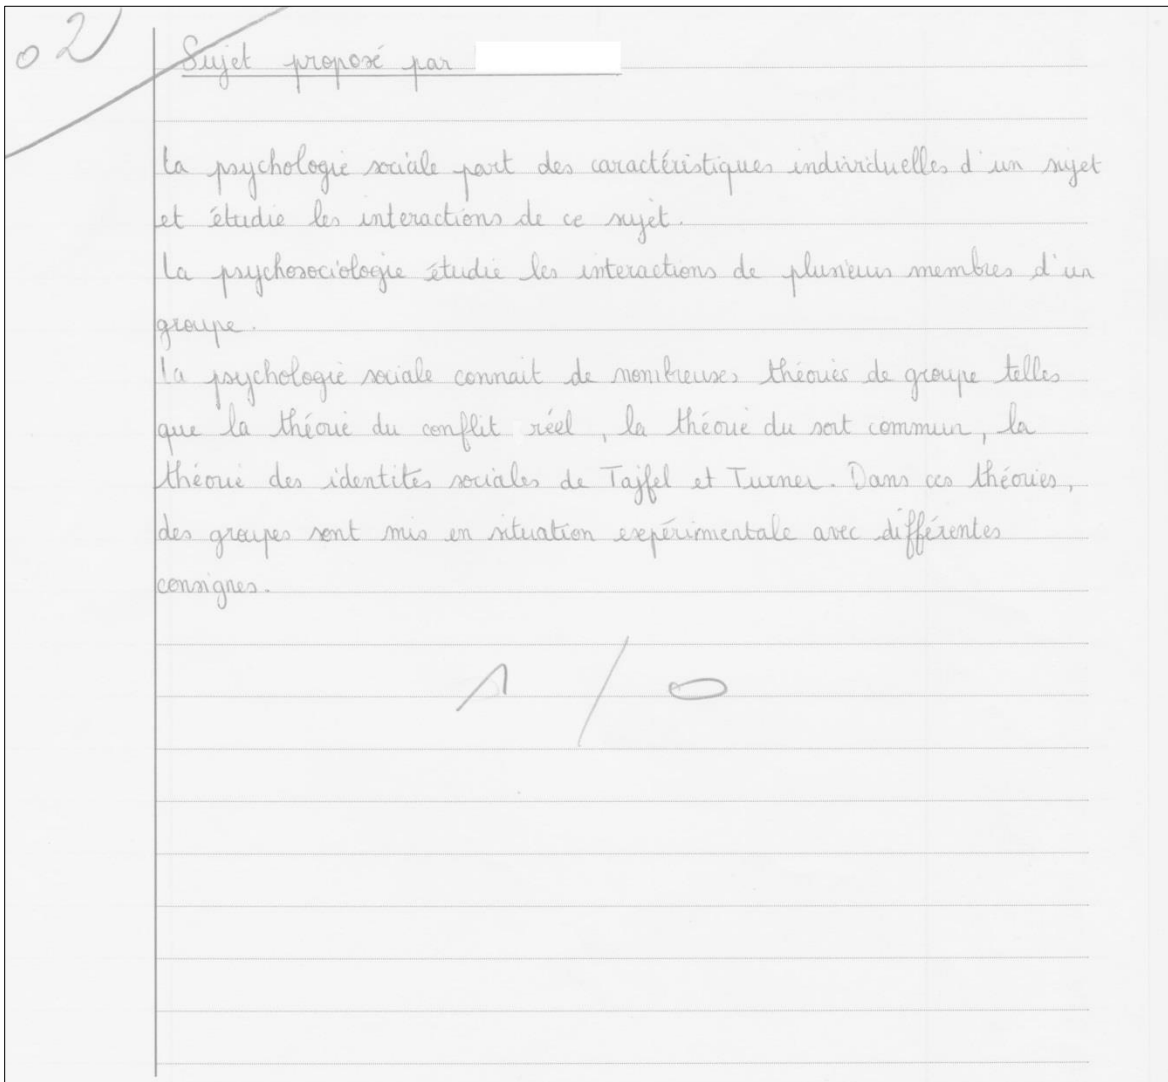 02
Sujet proposé par
La psychologie sociale part des caractéristiques individuelles d'un sujet
et étudie les interactions de ce sujet.
La psychosociologie étudie les interactions de plusieurs membres d'un
groupe.
La psychologie sociale connait de nombreuses théories de groupe telles
que la théorie du conflit réel, la théorie du sort commun, la
théorie des identités sociales de Tajfel et Turner. Dans ces théories,
des groupes sont mis en situation expérimentale avec différentes
consignes.
1 / 0